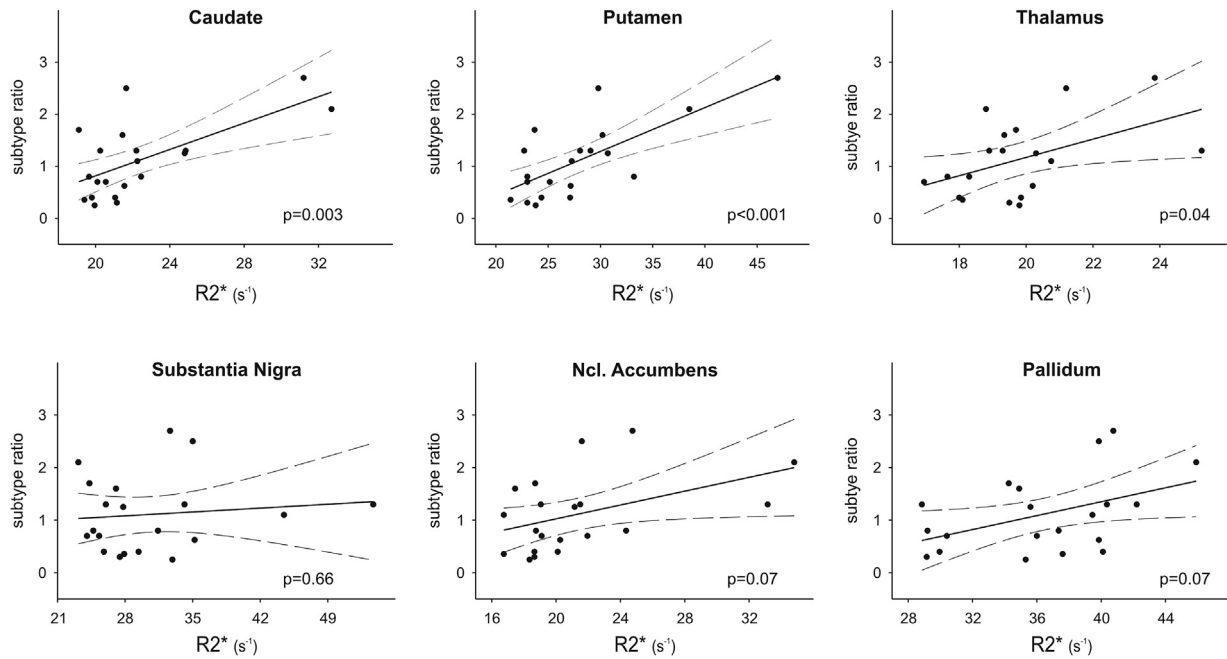 Caudate
subtype ratio
3
2
1
0
p=0.003
20 24 28 32
R2* (s⁻¹)
Putamen
subtype ratio
3
2
1
0
p<0.001
20 25 30 35 40 45
R2* (s⁻¹)
Thalamus
subtye ratio
3
2
1
0
p=0.04
18 20 22 24
R2* (s⁻¹)
Substantia Nigra
subtype ratio
3
2
1
0
p=0.66
21 28 35 42 49
R2* (s⁻¹)
Ncl. Accumbens
subtype ratio
3
2
1
0
p=0.07
16 20 24 28 32
R2* (s⁻¹)
Pallidum
subtye ratio
3
2
1
0
p=0.07
28 32 36 40 44
R2* (s⁻¹)